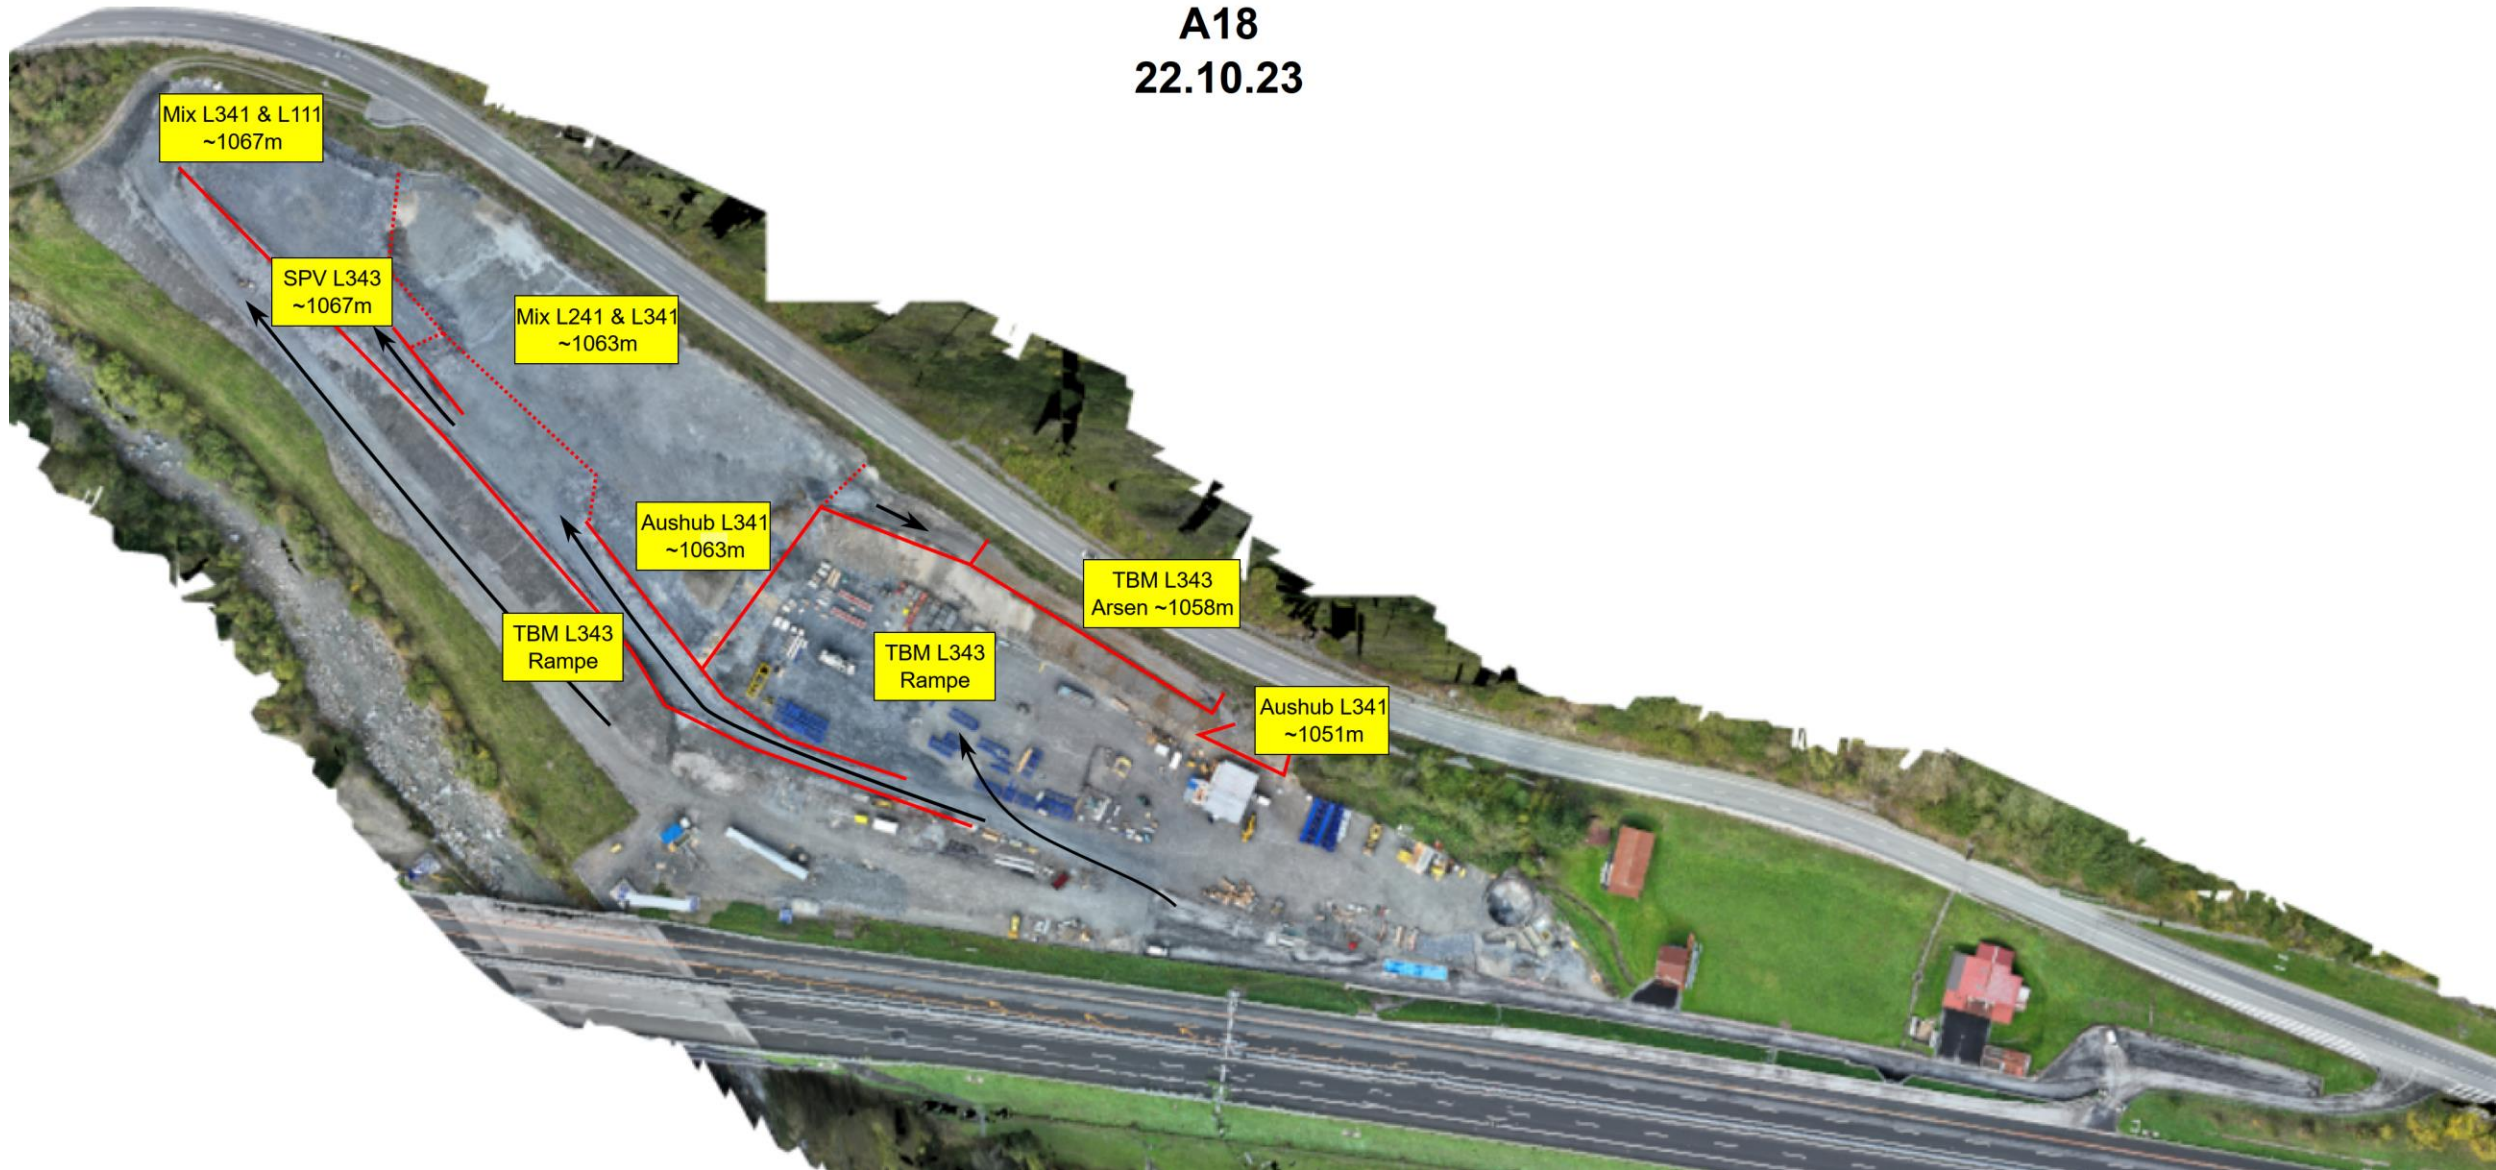 A18
22.10.23
Mix L341 & L111
~1067m
SPV L343
~1067m
Mix L241 & L341
~1063m
Aushub L341
~1063m
TBM L343
Arsen ~1058m
TBM L343
Rampe
TBM L343
Rampe
Aushub L341
~1051m